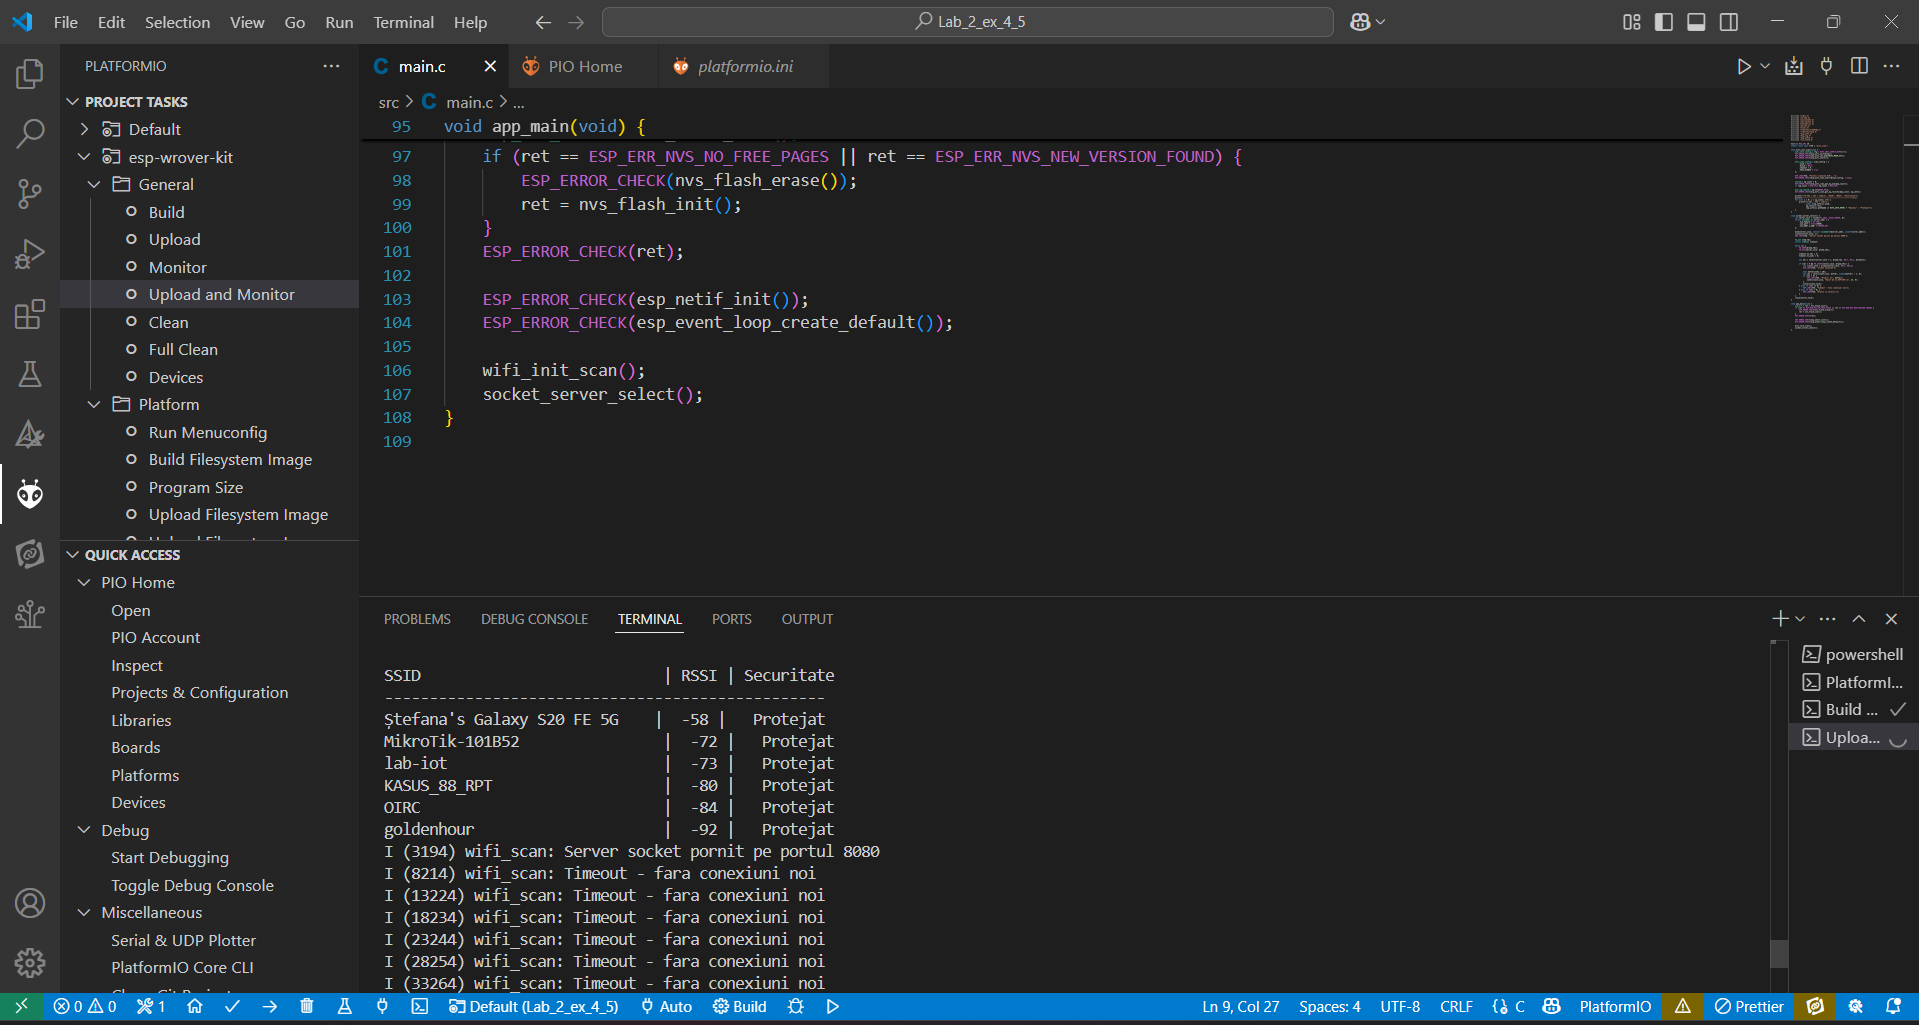 File Edit Selection View Go Run Terminal Help
Lab_2_ex_4_5
PLATFORMIO
PROJECT TASKS
Default
esp-wrover-kit
General
Build
Upload
Monitor
Upload and Monitor
Clean
Full Clean
Devices
Platform
Run Menuconfig
Build Filesystem Image
Program Size
Upload Filesystem Image
QUICK ACCESS
PIO Home
Open
PIO Account
Inspect
Projects & Configuration
Libraries
Boards
Platforms
Devices
Debug
Start Debugging
Toggle Debug Console
Miscellaneous
Serial & UDP Plotter
PlatformIO Core CLI
C main.c PIO Home platformio.ini
src > C main.c > ...
95 void app_main(void) {
97 if (ret == ESP_ERR_NVS_NO_FREE_PAGES || ret == ESP_ERR_NVS_NEW_VERSION_FOUND) {
98 ESP_ERROR_CHECK(nvs_flash_erase());
99 ret = nvs_flash_init();
100 }
101 ESP_ERROR_CHECK(ret);
102
103 ESP_ERROR_CHECK(esp_netif_init());
104 ESP_ERROR_CHECK(esp_event_loop_create_default());
105
106 wifi_init_scan();
107 socket_server_select();
108 }
109
PROBLEMS DEBUG CONSOLE TERMINAL PORTS OUTPUT
SSID | RSSI | Securitate
-------------------------------------------------
Ștefana's Galaxy S20 FE 5G | -58 | Protejat
MikroTik-101B52 | -72 | Protejat
lab-iot | -73 | Protejat
KASUS_88_RPT | -80 | Protejat
OIRC | -84 | Protejat
goldenhour | -92 | Protejat
I (3194) wifi_scan: Server socket pornit pe portul 8080
I (8214) wifi_scan: Timeout - fara conexiuni noi
I (13224) wifi_scan: Timeout - fara conexiuni noi
I (18234) wifi_scan: Timeout - fara conexiuni noi
I (23244) wifi_scan: Timeout - fara conexiuni noi
I (28254) wifi_scan: Timeout - fara conexiuni noi
I (33264) wifi_scan: Timeout - fara conexiuni noi
powershell
PlatformI...
Build ...
Uploa...
0 0 1 Default (Lab_2_ex_4_5) Auto Build Ln 9, Col 27 Spaces: 4 UTF-8 CRLF {} C PlatformIO Prettier